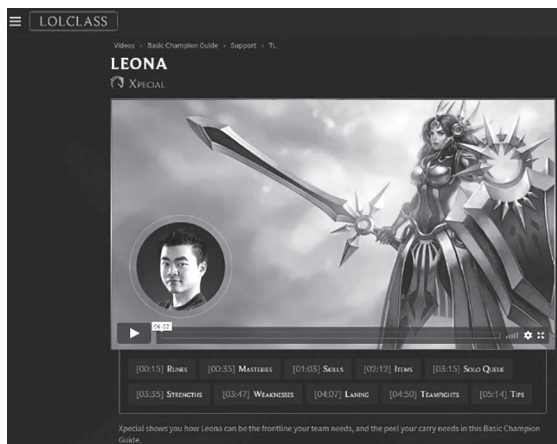 LOLCLASS
Videos › Basic Champion Guide › Support › TL
LEONA
XPECIAL
06:02
[00:15] RUNES [00:35] MASTERIES [01:03] SKILLS [02:12] ITEMS [03:15] SOLO QUEUE
[03:35] STRENGTHS [03:47] WEAKNESSES [04:07] LANING [04:50] TEAMFIGHTS [05:14] TIPS
Xpecial shows you how Leona can be the frontline your team needs, and the peel your carry needs in this Basic Champion
Guide.